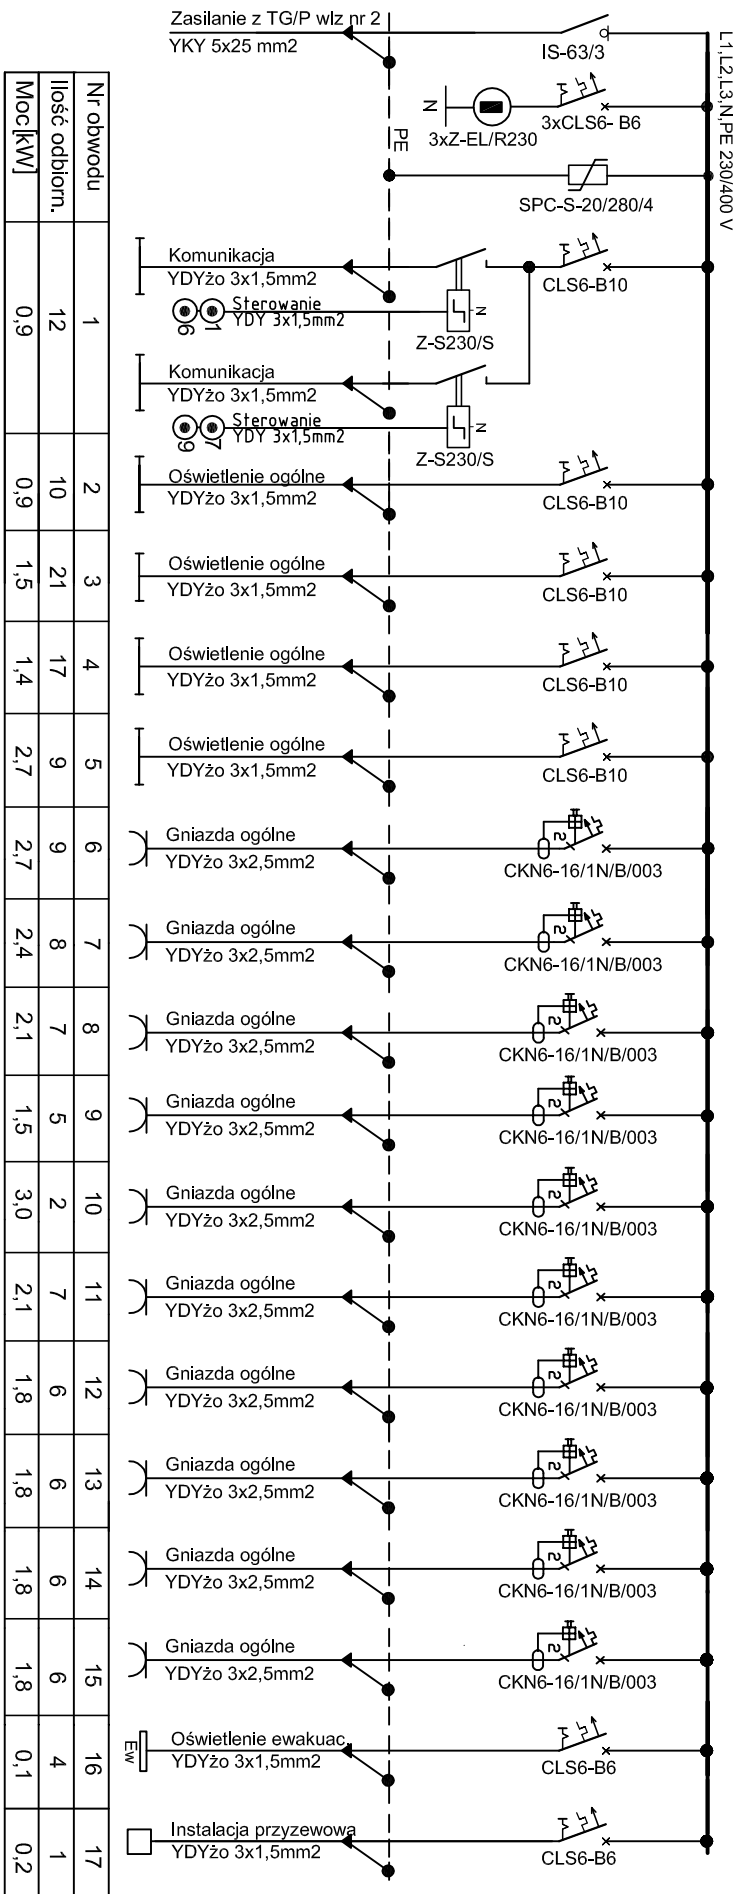 L1,L2,L3,N,PE 230/400 V
Zasilanie z TG/P wlz nr 2
YKY 5x25 mm2
IS-63/3
N
3xZ-EL/R230
3xCLS6- B6
PE
SPC-S-20/280/4
Komunikacja
YDYżo 3x1,5mm2
CLS6-B10
6 1
Sterowanie
YDY 3x1,5mm2
N
Z-S230/S
Komunikacja
YDYżo 3x1,5mm2
9 7
Sterowanie
YDY 3x1,5mm2
N
Z-S230/S
Oświetlenie ogólne
YDYżo 3x1,5mm2
CLS6-B10
Oświetlenie ogólne
YDYżo 3x1,5mm2
CLS6-B10
Oświetlenie ogólne
YDYżo 3x1,5mm2
CLS6-B10
Oświetlenie ogólne
YDYżo 3x1,5mm2
CLS6-B10
Gniazda ogólne
YDYżo 3x2,5mm2
CKN6-16/1N/B/003
Gniazda ogólne
YDYżo 3x2,5mm2
CKN6-16/1N/B/003
Gniazda ogólne
YDYżo 3x2,5mm2
CKN6-16/1N/B/003
Gniazda ogólne
YDYżo 3x2,5mm2
CKN6-16/1N/B/003
Gniazda ogólne
YDYżo 3x2,5mm2
CKN6-16/1N/B/003
Gniazda ogólne
YDYżo 3x2,5mm2
CKN6-16/1N/B/003
Gniazda ogólne
YDYżo 3x2,5mm2
CKN6-16/1N/B/003
Gniazda ogólne
YDYżo 3x2,5mm2
CKN6-16/1N/B/003
Gniazda ogólne
YDYżo 3x2,5mm2
CKN6-16/1N/B/003
Gniazda ogólne
YDYżo 3x2,5mm2
CKN6-16/1N/B/003
Ew
Oświetlenie ewakuac.
YDYżo 3x1,5mm2
CLS6-B6
Instalacja przyzewowa
YDYżo 3x1,5mm2
CLS6-B6
Nr obwodu 1 2 3 4 5 6 7 8 9 10 11 12 13 14 15 16 17
Ilość odbiorn. 12 10 21 17 9 9 8 7 5 2 7 6 6 6 6 4 1
Moc[kW] 0,9 0,9 1,5 1,4 2,7 2,7 2,4 2,1 1,5 3,0 2,1 1,8 1,8 1,8 1,8 0,1 0,2